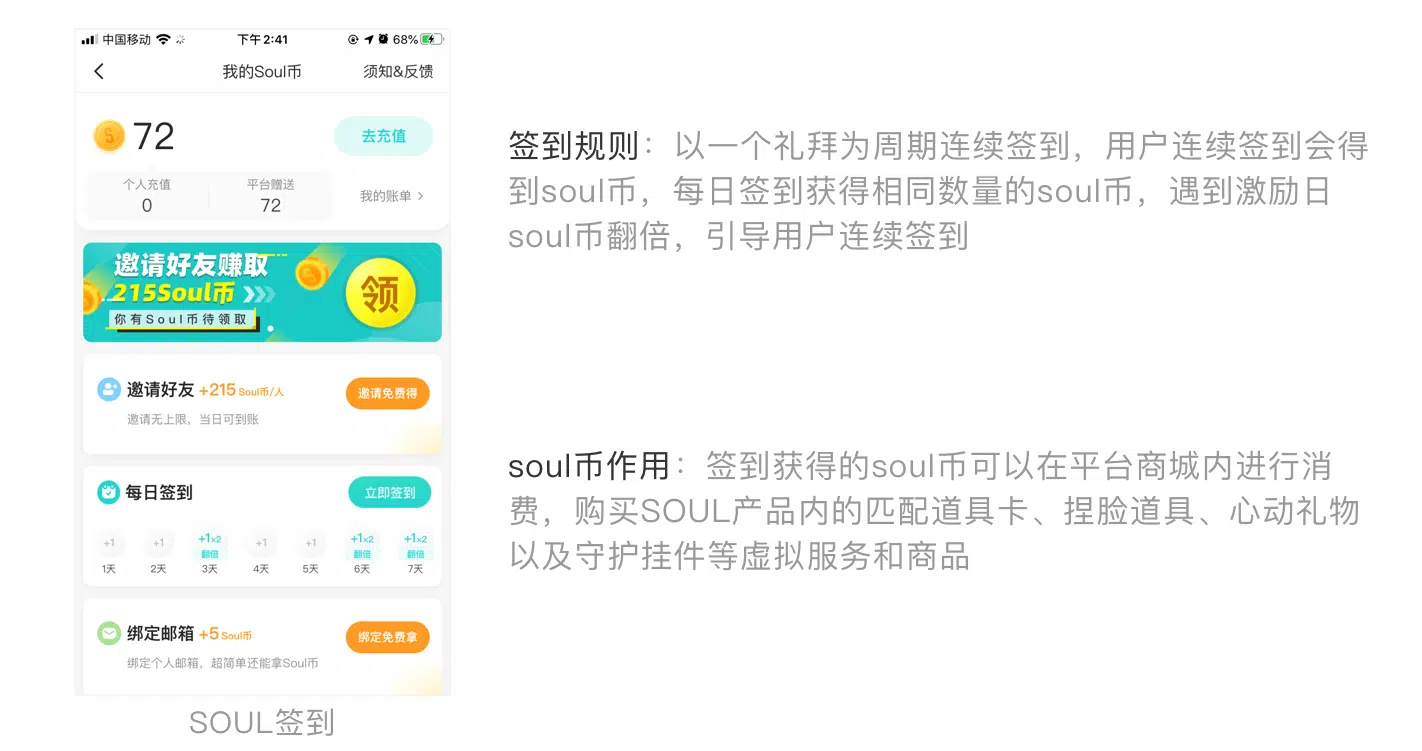 中国移动
下午2:41
68%
我的Soul币
须知&反馈
72
去充值
个人充值
平台赠送
0
72
我的账单
邀请好友赚取
215Soul币
你有Soul币待领取
领
邀请好友 +215 Soul币/人
邀请免费得
邀请无上限，当日可到账
每日签到
立即签到
+1 +1 +1×2 +1 +1 +1×2 +1×2
翻倍 翻倍 翻倍
1天 2天 3天 4天 5天 6天 7天
绑定邮箱 +5 Soul币
绑定免费拿
绑定个人邮箱，超简单还能拿Soul币
SOUL签到
签到规则：以一个礼拜为周期连续签到，用户连续签到会得
到soul币，每日签到获得相同数量的soul币，遇到激励日
soul币翻倍，引导用户连续签到
soul币作用：签到获得的soul币可以在平台商城内进行消
费，购买SOUL产品内的匹配道具卡、捏脸道具、心动礼物
以及守护挂件等虚拟服务和商品